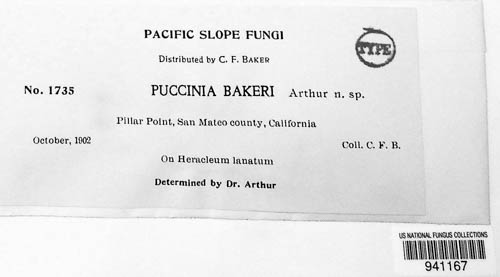 PACIFIC SLOPE FUNGI
Distributed by C. F. BAKER
TYPE
No. 1735 PUCCINIA BAKERI Arthur n. sp.
Pillar Point, San Mateo county, California
October, 1902 Coll. C. F. B.
On Heracleum lanatum
Determined by Dr. Arthur
US NATIONAL FUNGUS COLLECTIONS
941167